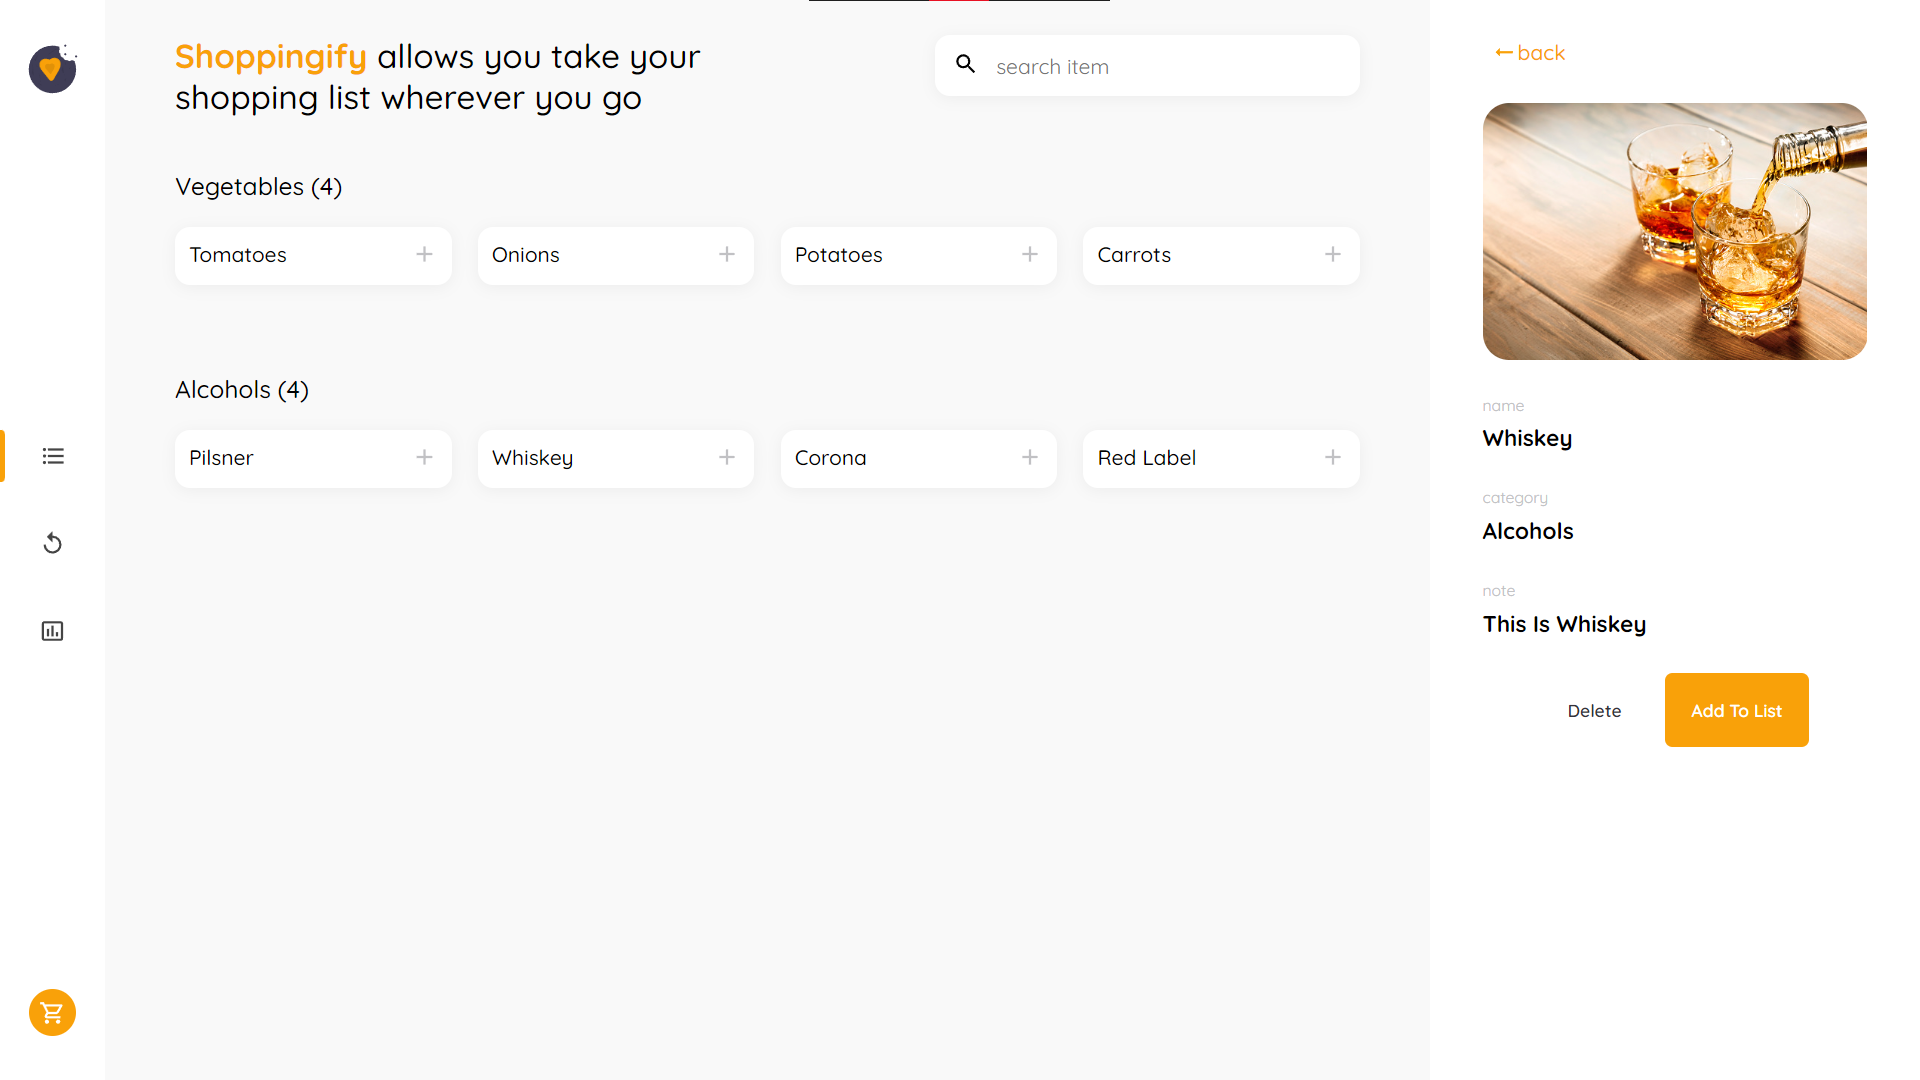 Shoppingify allows you take your
shopping list wherever you go
search item
Vegetables (4)
Tomatoes
Onions
Potatoes
Carrots
Alcohols (4)
Pilsner
Whiskey
Corona
Red Label
back
name
Whiskey
category
Alcohols
note
This Is Whiskey
Delete
Add To List